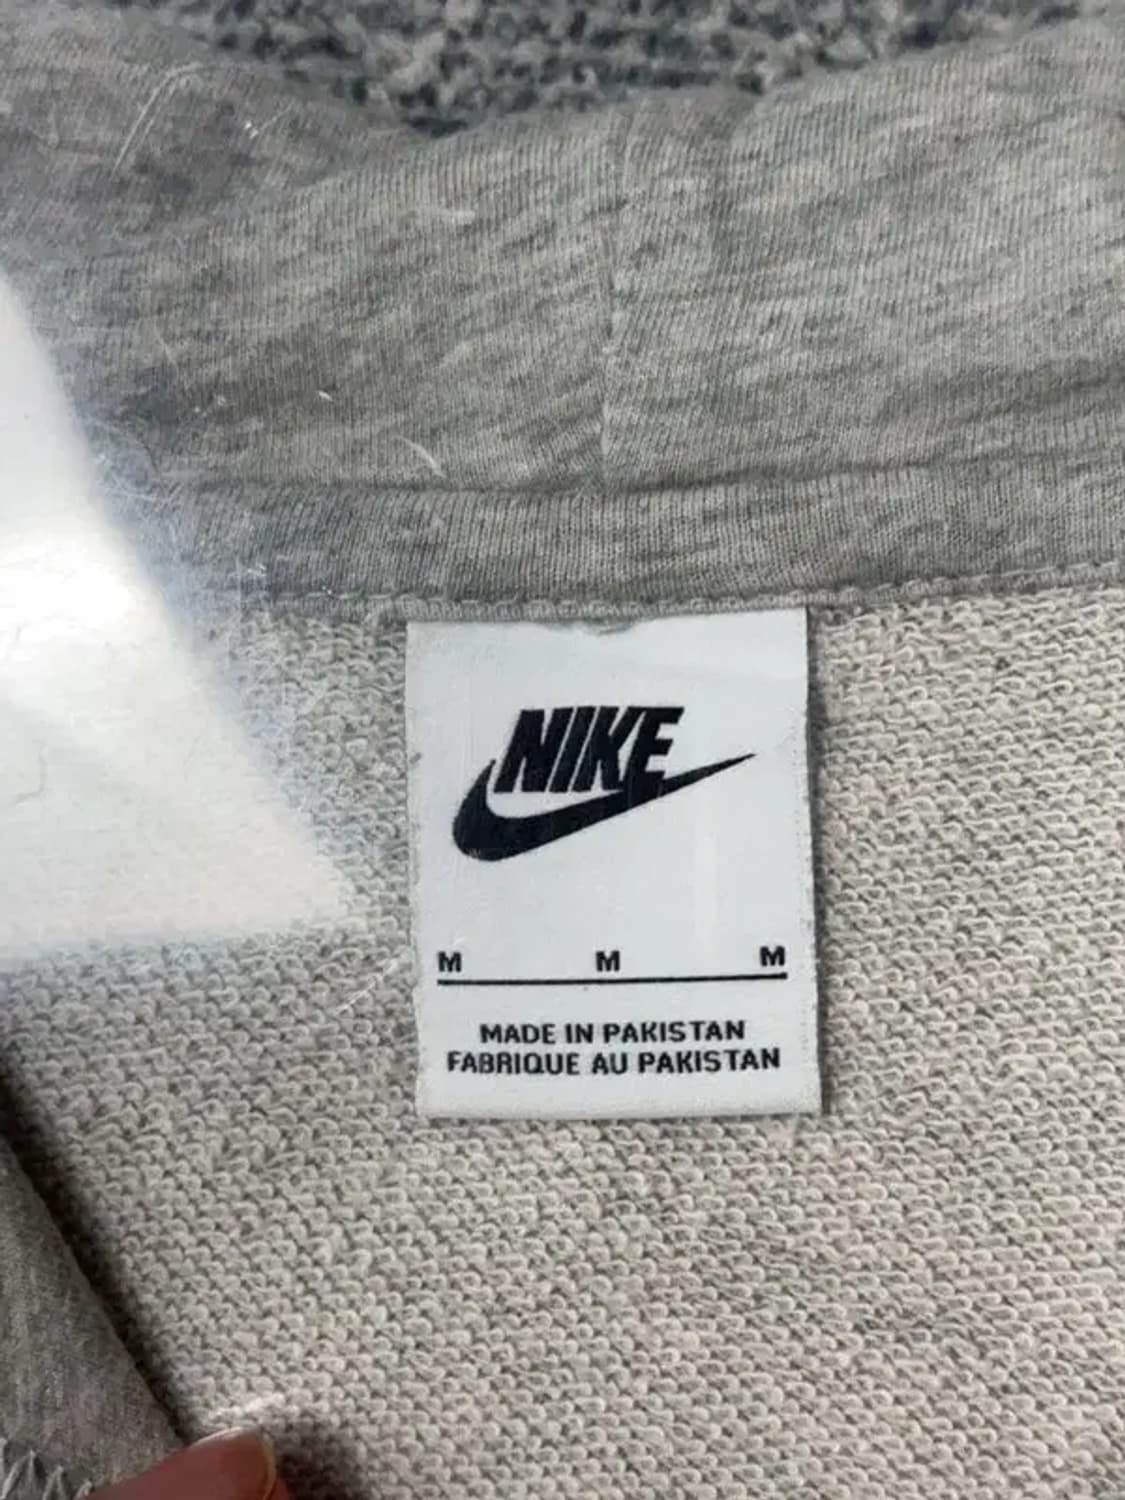 NIKE
M M M
MADE IN PAKISTAN
FABRIQUE AU PAKISTAN